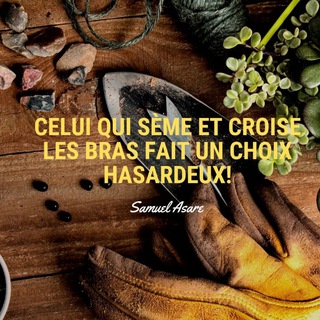 CELUI QUI SÈME ET CROISE
LES BRAS FAIT UN CHOIX
HASARDEUX!
Samuel Asare